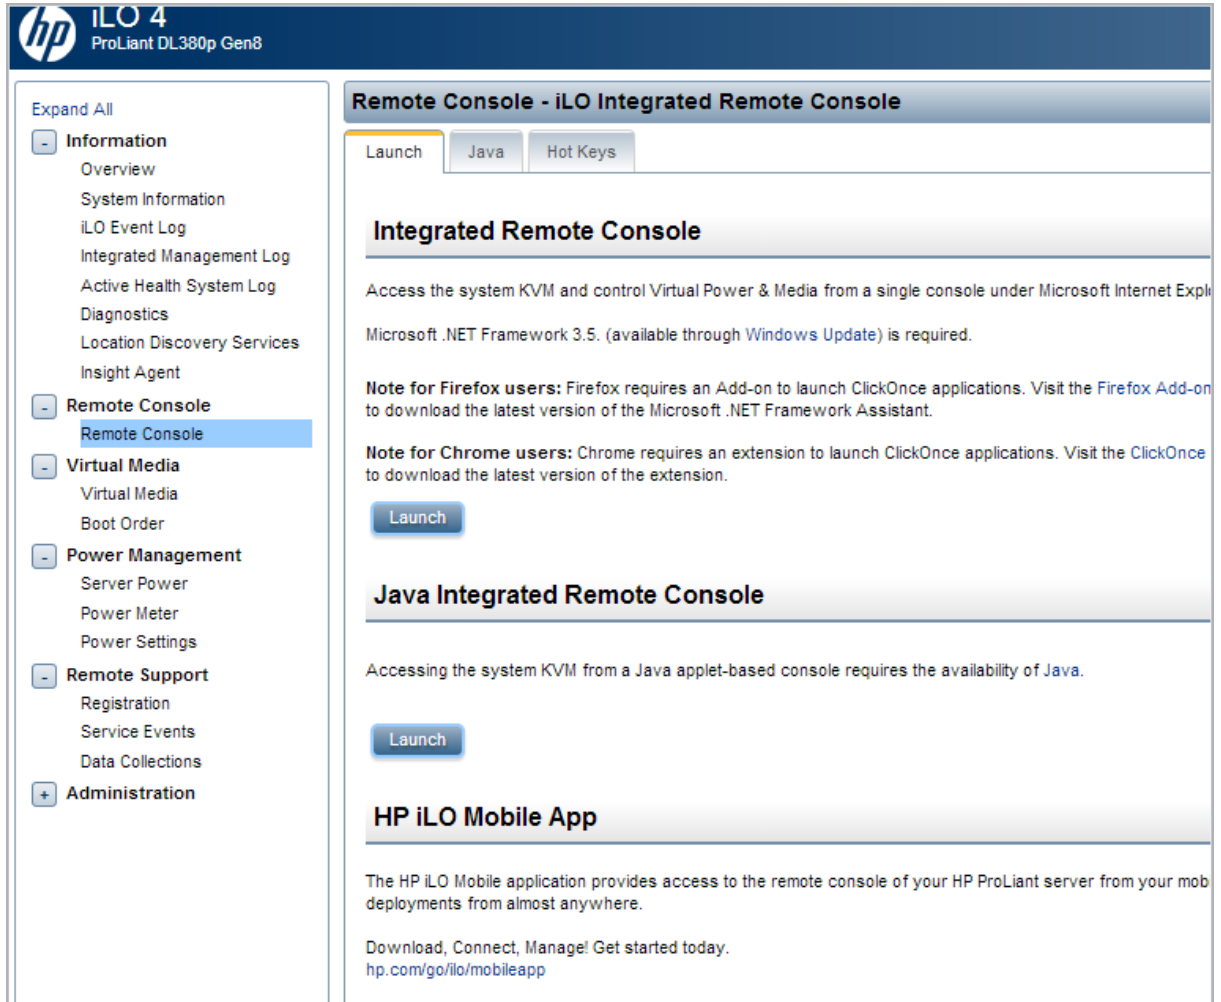 hp
iLO 4
ProLiant DL380p Gen8
Expand All
- Information
Overview
System Information
iLO Event Log
Integrated Management Log
Active Health System Log
Diagnostics
Location Discovery Services
Insight Agent
- Remote Console
Remote Console
- Virtual Media
Virtual Media
Boot Order
- Power Management
Server Power
Power Meter
Power Settings
- Remote Support
Registration
Service Events
Data Collections
+ Administration
Remote Console - iLO Integrated Remote Console
Launch Java Hot Keys
Integrated Remote Console
Access the system KVM and control Virtual Power & Media from a single console under Microsoft Internet Expl
Microsoft .NET Framework 3.5. (available through Windows Update) is required.
Note for Firefox users: Firefox requires an Add-on to launch ClickOnce applications. Visit the Firefox Add-on
to download the latest version of the Microsoft .NET Framework Assistant.
Note for Chrome users: Chrome requires an extension to launch ClickOnce applications. Visit the ClickOnce
to download the latest version of the extension.
Launch
Java Integrated Remote Console
Accessing the system KVM from a Java applet-based console requires the availability of Java.
Launch
HP iLO Mobile App
The HP iLO Mobile application provides access to the remote console of your HP ProLiant server from your mob
deployments from almost anywhere.
Download, Connect, Manage! Get started today.
hp.com/go/ilo/mobileapp